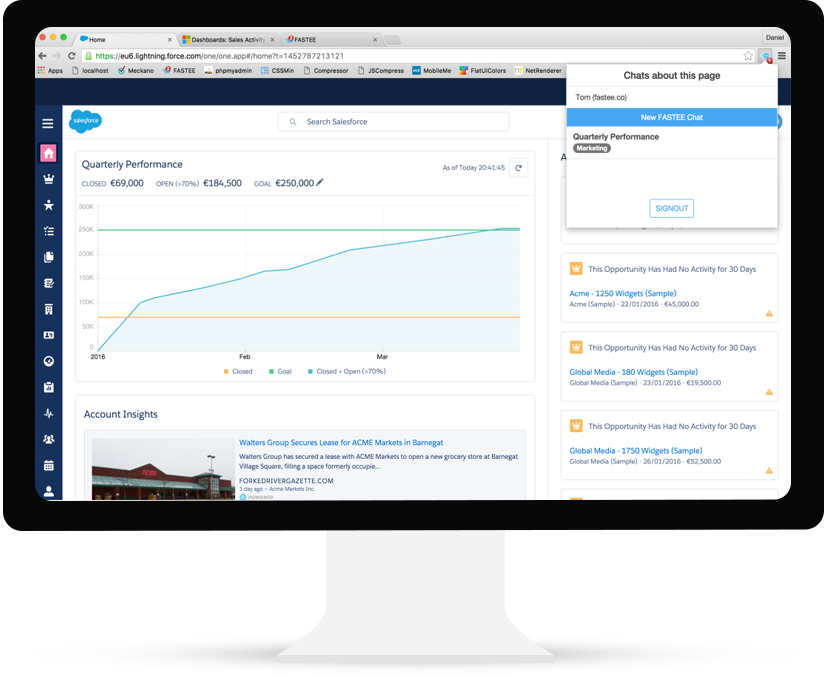 Home
Dashboards: Sales Activity
FASTEE
Daniel
https://eu6.lightning.force.com/one/one.app#/home?t=1452787213121
Apps localhost Meckano FASTEE phpmyadmin CSSMin Compressor JSCompress MobileMe FlatUIColors NetRenderer
Chats about this page
Tom (fastee.co)
New FASTEE Chat
Quarterly Performance
Marketing
SIGNOUT
salesforce
Search Salesforce
Quarterly Performance
As of Today 20:41:45
CLOSED €69,000 OPEN (>70%) €184,500 GOAL €250,000
300K
250K
200K
150K
100K
50K
0
2016 Feb Mar
Closed Goal Closed + Open (>70%)
Account Insights
Walters Group Secures Lease for ACME Markets in Barnegat
Walters Group has secured a lease with ACME Markets to open a new grocery store at Barnegat
Village Square, filling a space formerly occupie...
FORKEDRIVERGAZETTE.COM
1 day ago - Acme Markets Inc.
POWERED
A
This Opportunity Has Had No Activity for 30 Days
Acme - 1250 Widgets (Sample)
Acme (Sample) · 22/01/2016 · €45,000.00
This Opportunity Has Had No Activity for 30 Days
Global Media - 180 Widgets (Sample)
Global Media (Sample) · 23/01/2016 · €19,500.00
This Opportunity Has Had No Activity for 30 Days
Global Media - 1750 Widgets (Sample)
Global Media (Sample) · 26/01/2016 · €52,500.00